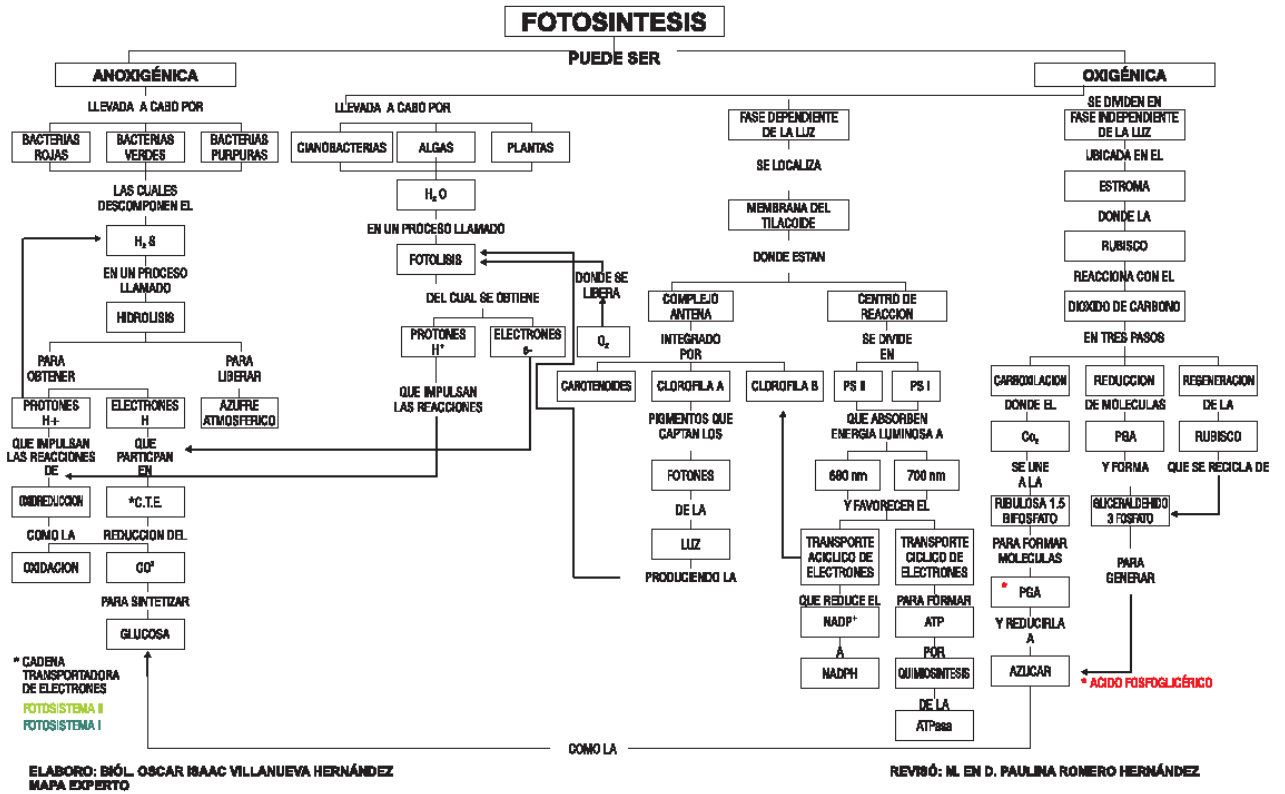 FOTOSINTESIS
PUEDE SER
ANOXIGÉNICA
LLEVADA A CABO POR
BACTERIAS
ROJAS
BACTERIAS
VERDES
BACTERIAS
PURPURAS
LAS CUALES
DESCOMPONEN EL
H₂ S
EN UN PROCESO
LLAMADO
HIDROLISIS
PARA
OBTENER
PARA
LIBERAR
PROTONES
H+
ELECTRONES
H
AZUFRE
ATMOSFERICO
QUE IMPULSAN
LAS REACCIONES
DE
QUE
PARTICPAN
EN
OXIDREDUCCION
*C.T.E.
COMO LA
REDUCCION DEL
OXIDACION
CO²
PARA SINTETIZAR
GLUCOSA
* CADENA
TRANSPORTADORA
DE ELECTRONES
FOTOSISTEMA II
FOTOSISTEMA I
OXIGÉNICA
LLEVADA A CABO POR
CIANOBACTERIAS
ALGAS
PLANTAS
H₂ O
EN UN PROCESO LLAMADO
FOTOLISIS
DEL CUAL SE OBTIENE
DONDE SE
LIBERA
PROTONES
H⁺
ELECTRONES
e-
O₂
QUE IMPULSAN
LAS REACCIONES
SE DIVIDEN EN
FASE DEPENDIENTE
DE LA LUZ
SE LOCALIZA
MEMBRANA DEL
TILACOIDE
DONDE ESTAN
COMPLEJO
ANTENA
INTEGRADO
POR
CAROTENOIDES
CLOROFILA A
CLOROFILA B
PIGMENTOS QUE
CAPTAN LOS
FOTONES
DE LA
LUZ
PRODUCIENDO LA
CENTRO DE
REACCION
SE DIVIDE
EN
PS II
PS I
QUE ABSORBEN
ENERGIA LUMINOSA A
680 nm
700 nm
Y FAVORECER EL
TRANSPORTE
ACICLICO DE
ELECTRONES
TRANSPORTE
CICLICO DE
ELECTRONES
QUE REDUCE EL
PARA FORMAR
NADP⁺
ATP
A
POR
NADPH
QUIMIOSINTESIS
DE LA
ATPasa
FASE INDEPENDIENTE
DE LA LUZ
UBICADA EN EL
ESTROMA
DONDE LA
RUBISCO
REACCIONA CON EL
DIOXIDO DE CARBONO
EN TRES PASOS
CARBOXILACION
REDUCCION
REGENERACION
DONDE EL
DE MOLECULAS
DE LA
Co₂
PGA
RUBISCO
SE UNE
A LA
Y FORMA
QUE SE RECICLA DE
RIBULOSA 1.5
BIFOSFATO
GLICERALDEHIDO
3 FOSFATO
PARA FORMAR
MOLECULAS
PARA
GENERAR
* PGA
Y REDUCIRLA
A
AZUCAR
* ACIDO FOSFOGLICÉRICO
COMO LA
ELABORO: BIÓL. OSCAR ISAAC VILLANUEVA HERNÁNDEZ
MAPA EXPERTO
REVISÓ: M. EN D. PAULINA ROMERO HERNÁNDEZ